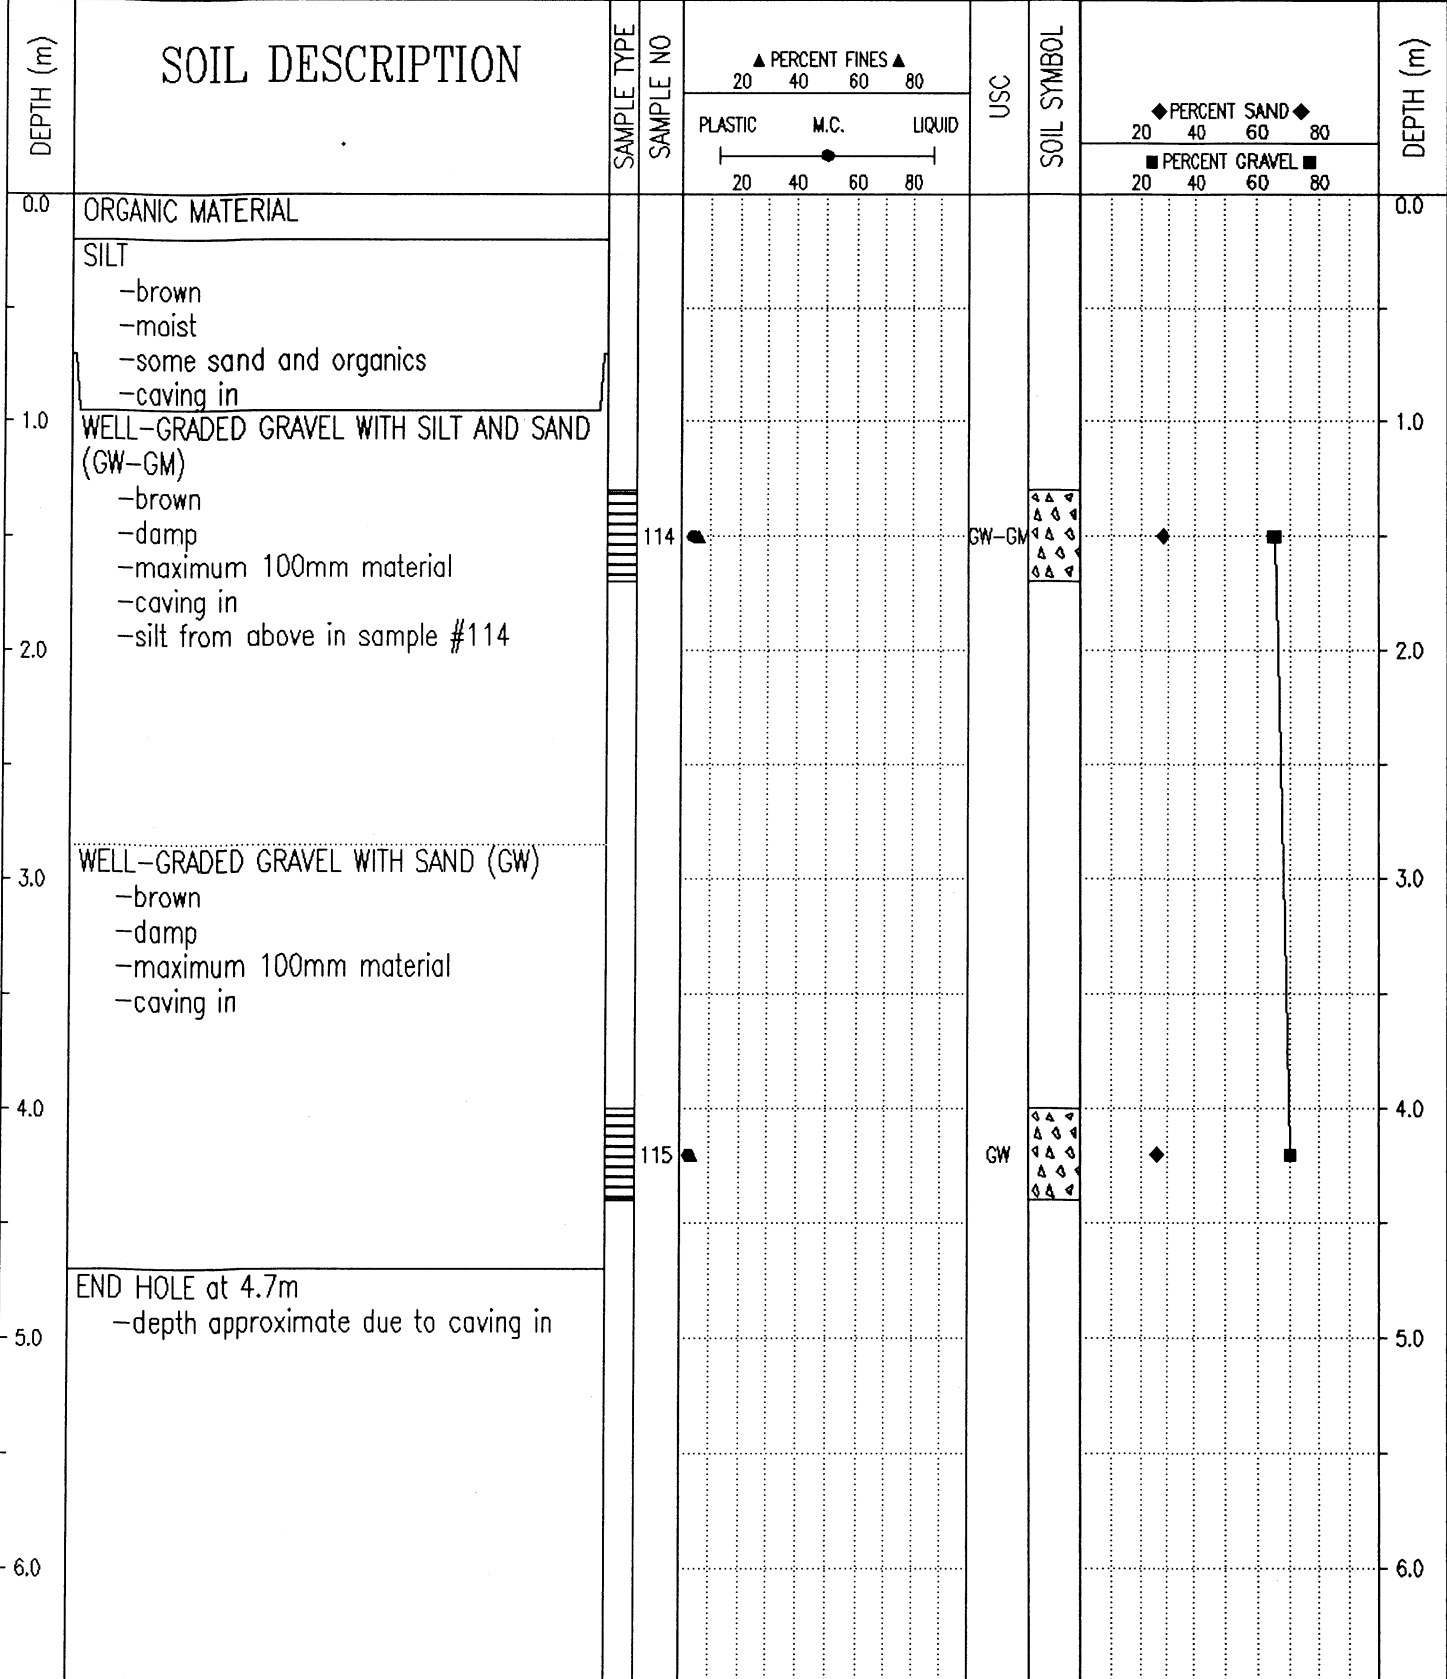 DEPTH (m)
SOIL DESCRIPTION
SAMPLE TYPE
SAMPLE NO
▲ PERCENT FINES ▲
20 40 60 80
PLASTIC M.C. LIQUID
20 40 60 80
USC
SOIL SYMBOL
◆PERCENT SAND◆
20 40 60 80
■PERCENT GRAVEL■
20 40 60 80
DEPTH (m)
0.0 ORGANIC MATERIAL 0.0
SILT
-brown
-moist
-some sand and organics
-caving in
1.0 WELL-GRADED GRAVEL WITH SILT AND SAND 1.0
(GW-GM)
-brown
-damp 114 GW-GM
-maximum 100mm material
-caving in
-silt from above in sample #114
2.0 2.0
WELL-GRADED GRAVEL WITH SAND (GW)
3.0 3.0
-brown
-damp
-maximum 100mm material
-caving in
4.0 4.0
115 GW
END HOLE at 4.7m
-depth approximate due to caving in
5.0 5.0
6.0 6.0